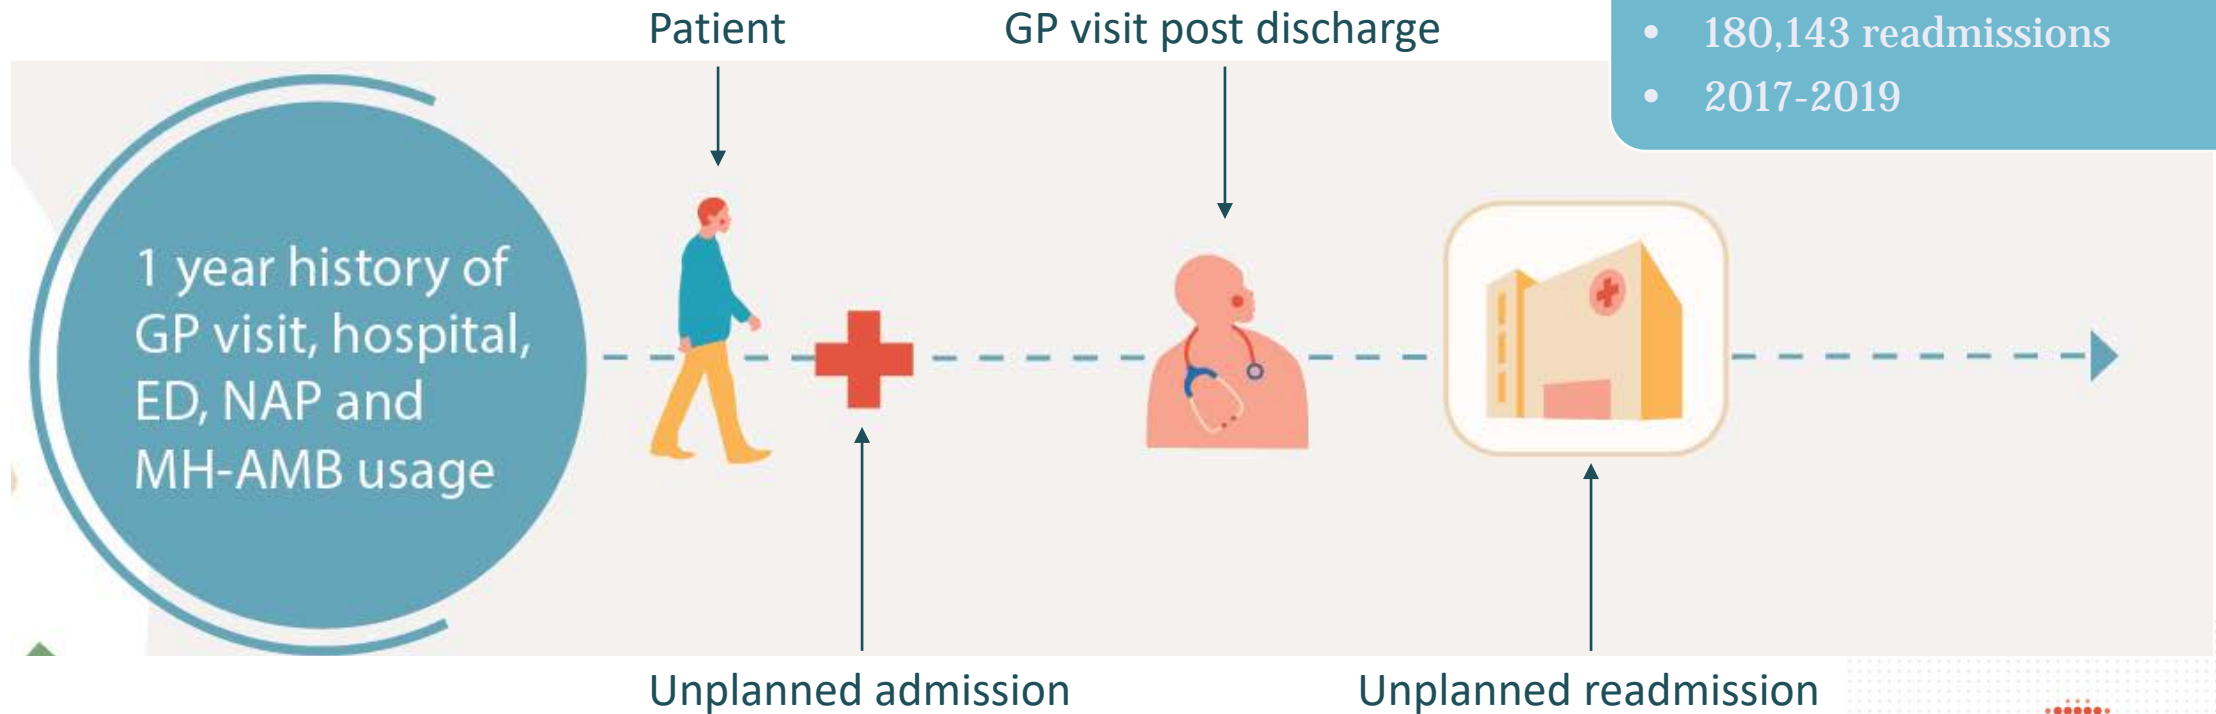 Patient
GP visit post discharge
• 180,143 readmissions
• 2017-2019
1 year history of
GP visit, hospital,
ED, NAP and
MH-AMB usage
Unplanned admission
Unplanned readmission